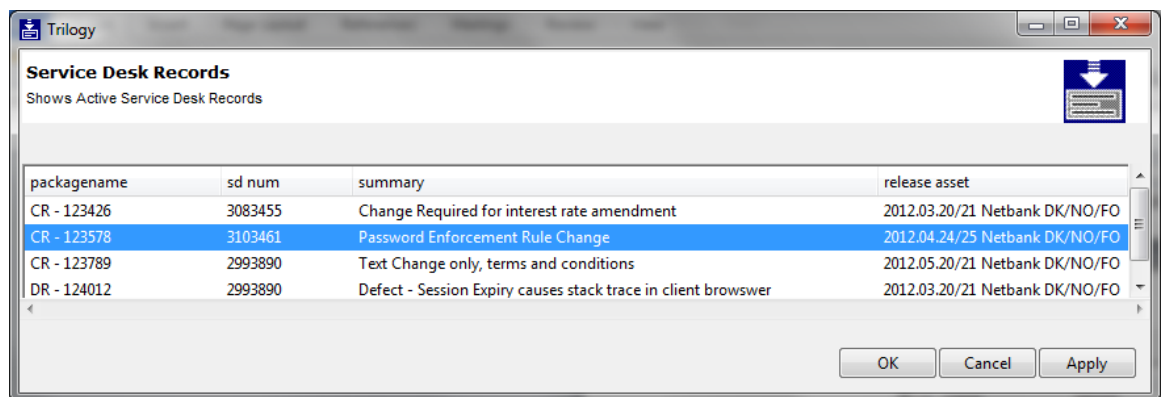 Trilogy
Service Desk Records
Shows Active Service Desk Records
packagename sd num summary release asset
CR - 123426 3083455 Change Required for interest rate amendment 2012.03.20/21 Netbank DK/NO/FO
CR - 123578 3103461 Password Enforcement Rule Change 2012.04.24/25 Netbank DK/NO/FO
CR - 123789 2993890 Text Change only, terms and conditions 2012.05.20/21 Netbank DK/NO/FO
DR - 124012 2993890 Defect - Session Expiry causes stack trace in client browswer 2012.03.20/21 Netbank DK/NO/FO
OK Cancel Apply